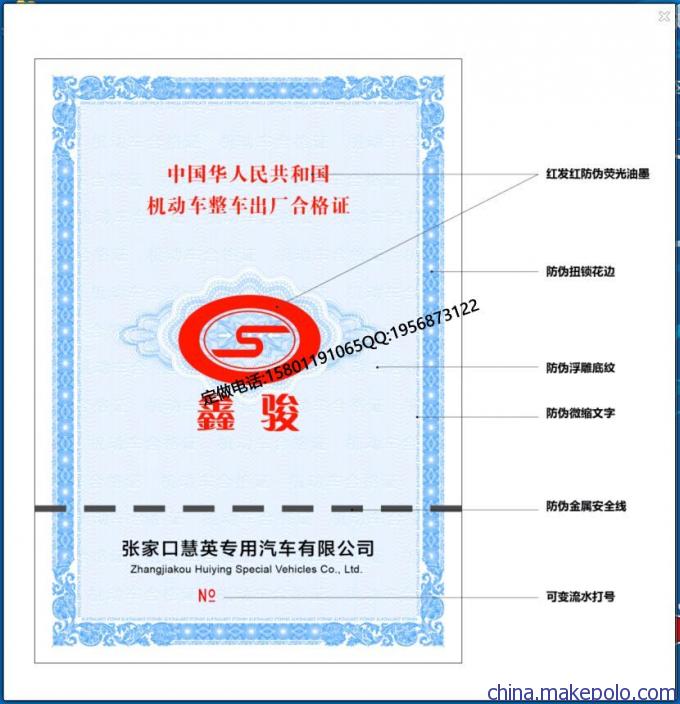 中国华人民共和国
机动车整车出厂合格证
定做电话:15801191065QQ:1956873122
鑫骏
张家口慧英专用汽车有限公司
Zhangjiakou Huiying Special Vehicles Co., Ltd.
№
红发红防伪荧光油墨
防伪扭锁花边
防伪浮雕底纹
防伪微缩文字
防伪金属安全线
可变流水打号
china.makepolo.com